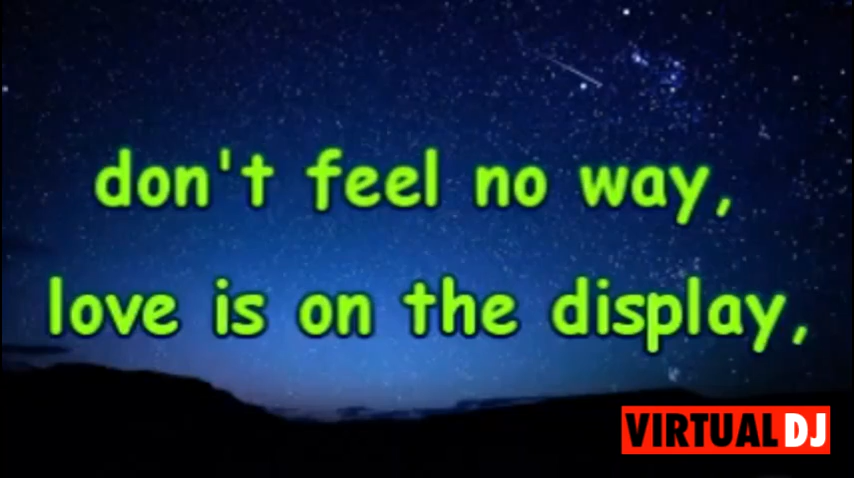 don't feel no way,
love is on the display,
VIRTUAL DJ